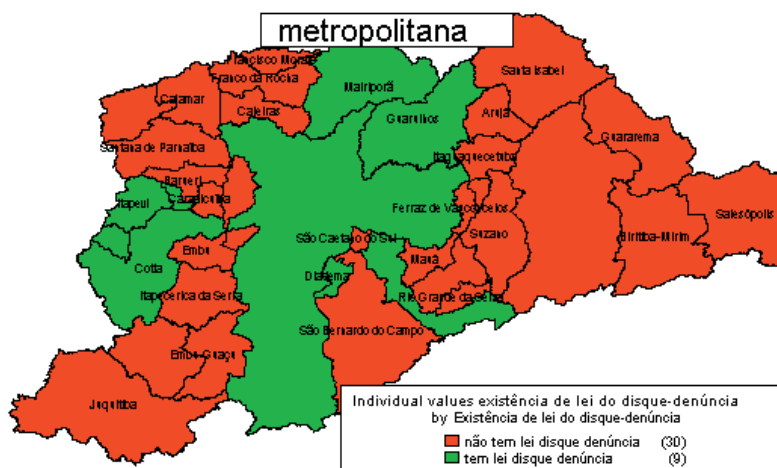 metropolitana
Francisco Morato
Franco da Rocha
Mairiporã
Santa Isabel
Cajamar
Caieiras
Guarulhos
Arujá
Santana de Parnaíba
Guararema
Itaquaquecetuba
Barueri
Carapicuíba
Itapevi
Ferraz de Vasconcelos
Salesópolis
São Caetano do Sul
Suzano
Biritiba-Mirim
Embu
Mauá
Cotia
Diadema
Itapecerica da Serra
Rio Grande da Serra
São Bernardo do Campo
Embu-Guaçu
Juquitiba
Individual values existência de lei do disque-denúncia
by Existência de lei do disque-denúncia
não tem lei disque denúncia (30)
tem lei disque denúncia (9)